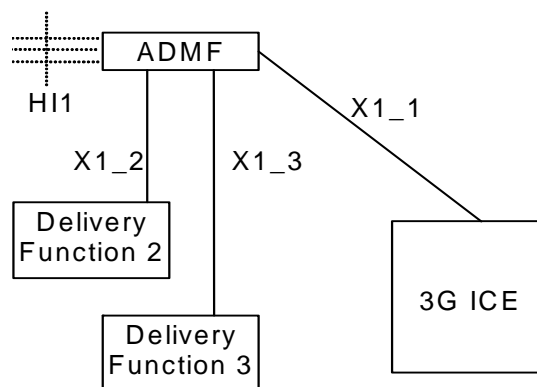 ADMF
HI1
X1_1
X1_2
X1_3
Delivery
Function 2
3G ICE
Delivery
Function 3